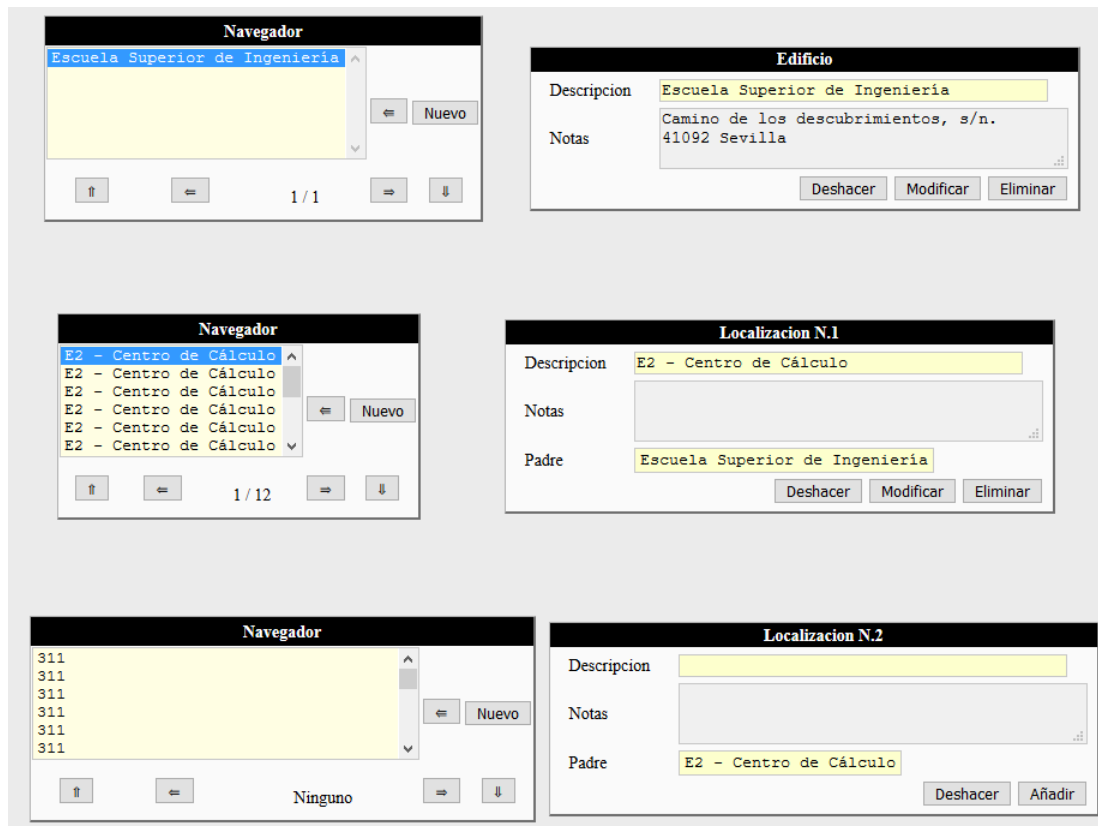 Navegador
Escuela Superior de Ingeniería
⇐ Nuevo
⇑ ⇐ 1 / 1 ⇒ ⇓
Edificio
Descripcion Escuela Superior de Ingeniería
Notas Camino de los descubrimientos, s/n.
41092 Sevilla
Deshacer Modificar Eliminar
Navegador
E2 - Centro de Cálculo
E2 - Centro de Cálculo
E2 - Centro de Cálculo
E2 - Centro de Cálculo
E2 - Centro de Cálculo
E2 - Centro de Cálculo
⇐ Nuevo
⇑ ⇐ 1 / 12 ⇒ ⇓
Localizacion N.1
Descripcion E2 - Centro de Cálculo
Notas
Padre Escuela Superior de Ingeniería
Deshacer Modificar Eliminar
Navegador
311
311
311
311
311
311
⇐ Nuevo
⇑ ⇐ Ninguno ⇒ ⇓
Localizacion N.2
Descripcion
Notas
Padre E2 - Centro de Cálculo
Deshacer Añadir